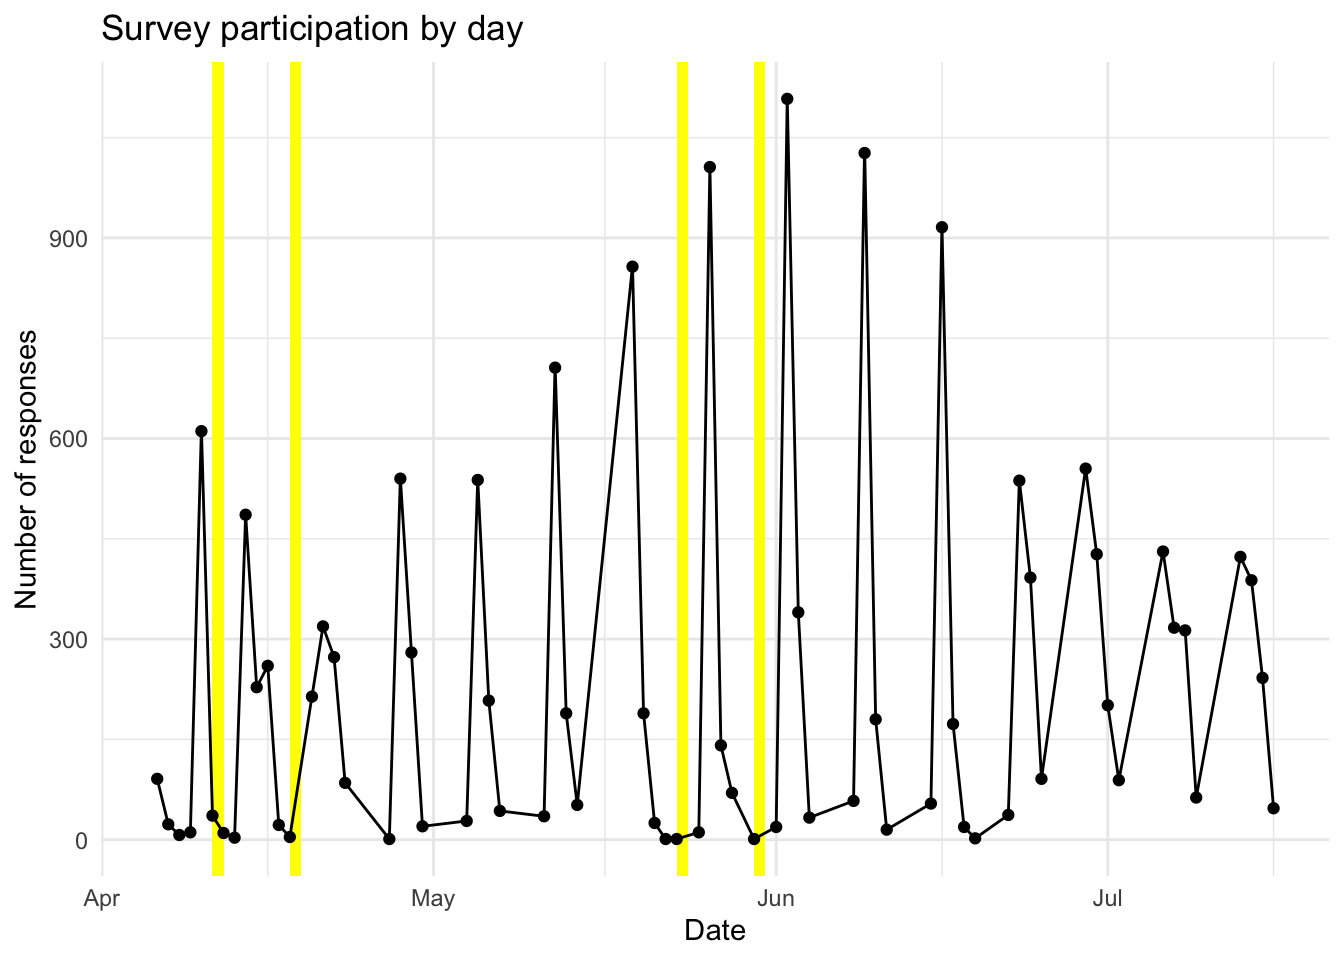 Survey participation by day
Number of responses
900
600
300
0
Apr
May
Jun
Jul
Date